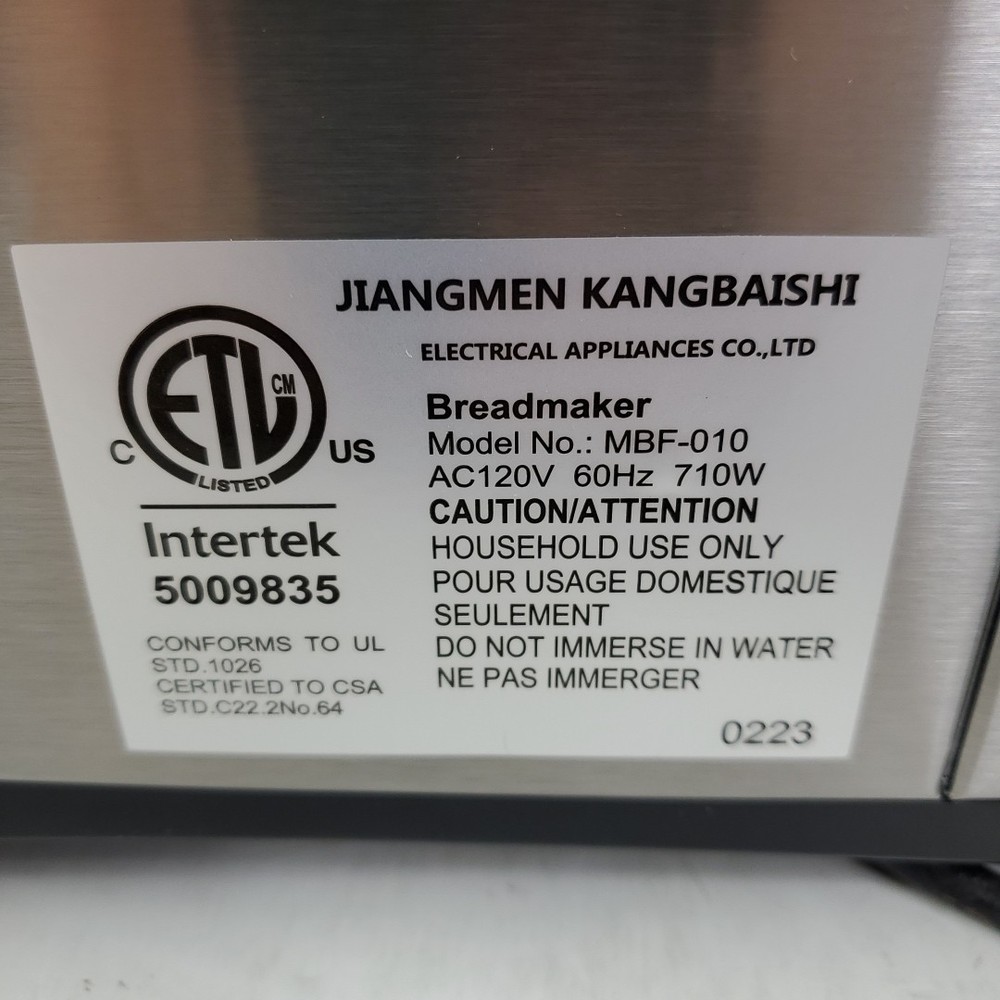 JIANGMEN KANGBAISHI
ELECTRICAL APPLIANCES CO.,LTD
ETL CM
C US
LISTED
Intertek
5009835
CONFORMS TO UL
STD.1026
CERTIFIED TO CSA
STD.C22.2No.64
Breadmaker
Model No.: MBF-010
AC120V 60Hz 710W
CAUTION/ATTENTION
HOUSEHOLD USE ONLY
POUR USAGE DOMESTIQUE
SEULEMENT
DO NOT IMMERSE IN WATER
NE PAS IMMERGER
0223